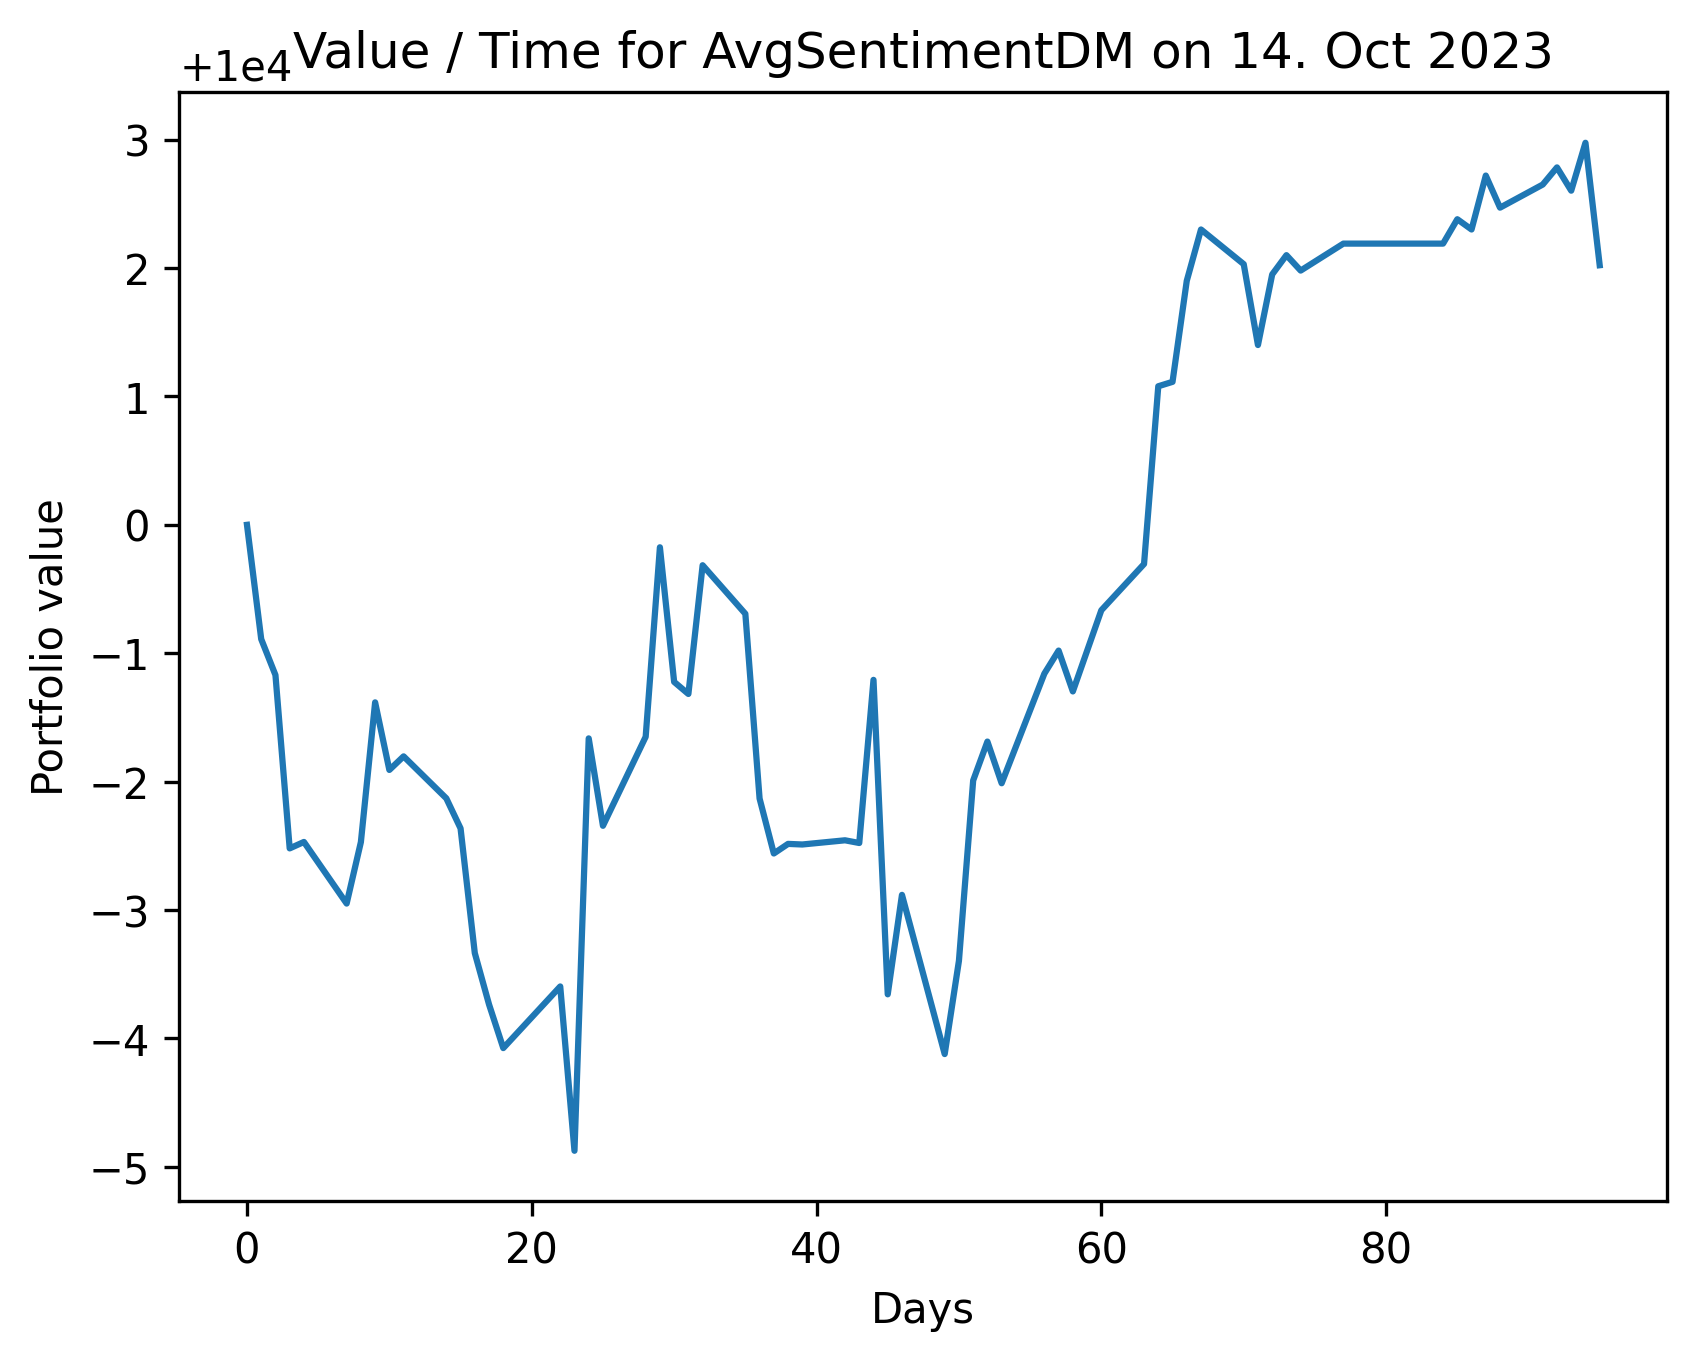 Value / Time for AvgSentimentDM on 14. Oct 2023
+1e4
3
2
1
0
−1
−2
−3
−4
−5
Portfolio value
0 20 40 60 80
Days